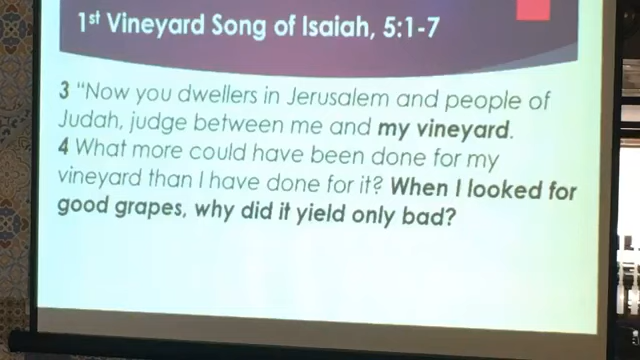 1st Vineyard Song of Isaiah, 5:1-7
3 "Now you dwellers in Jerusalem and people of
Judah, judge between me and my vineyard.
4 What more could have been done for my
vineyard than I have done for it? When I looked for
good grapes, why did it yield only bad?